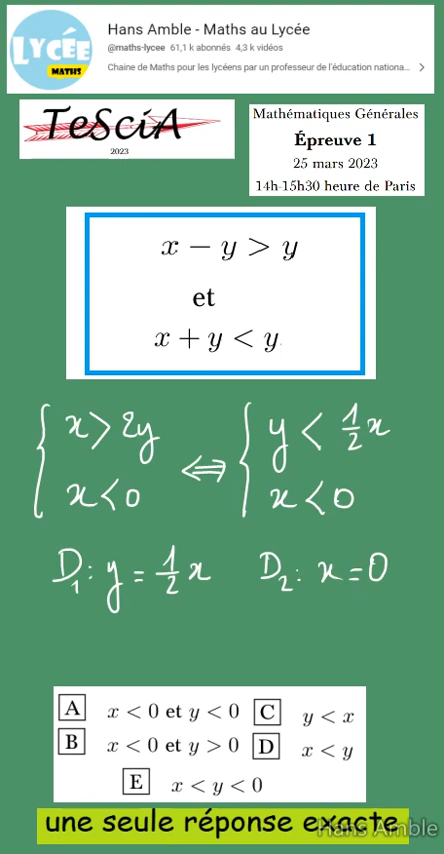 LYCÉE
MATHS
Hans Amble - Maths au Lycée
@maths-lycee 61,1 k abonnés 4,3 k vidéos
Chaine de Maths pour les lycéens par un professeur de l'éducation nationa...
TeSciA
2023
Mathématiques Générales
Épreuve 1
25 mars 2023
14h-15h30 heure de Paris
x − y > y
et
x + y < y
{ x > 2y ⇔ { y < 1/2 x
x < 0 x < 0
D₁: y = 1/2 x D₂: x = 0
A x < 0 et y < 0 C y < x
B x < 0 et y > 0 D x < y
E x < y < 0
une seule réponse exacte
Hans Amble